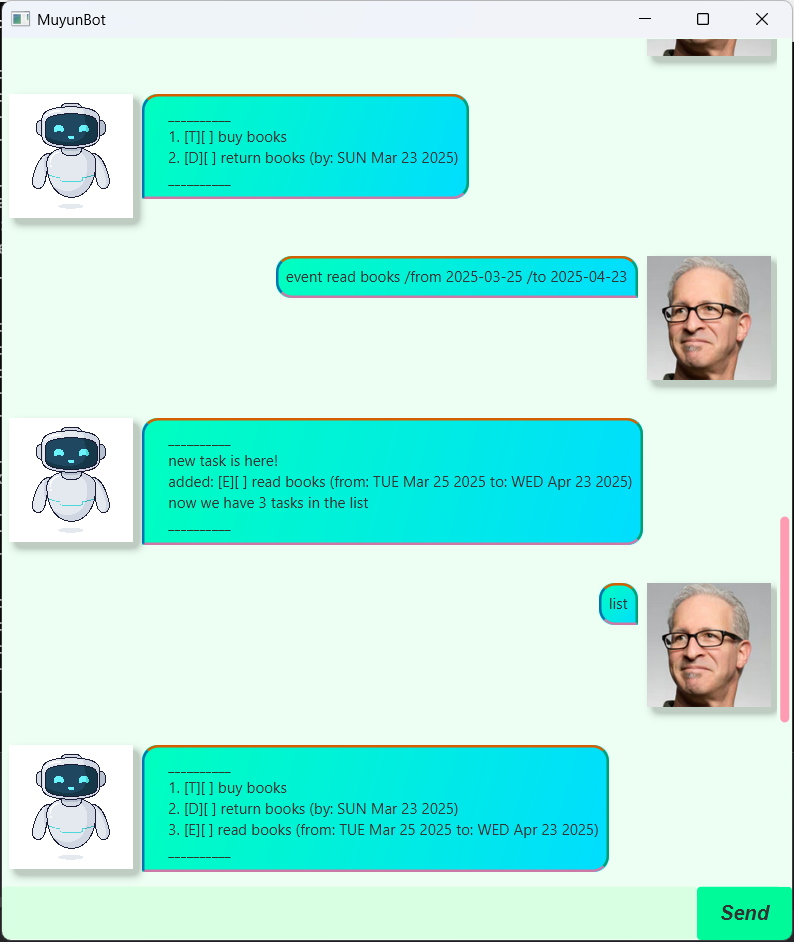 MuyunBot
__________
1. [T][ ] buy books
2. [D][ ] return books (by: SUN Mar 23 2025)
__________
event read books /from 2025-03-25 /to 2025-04-23
__________
new task is here!
added: [E][ ] read books (from: TUE Mar 25 2025 to: WED Apr 23 2025)
now we have 3 tasks in the list
__________
list
__________
1. [T][ ] buy books
2. [D][ ] return books (by: SUN Mar 23 2025)
3. [E][ ] read books (from: TUE Mar 25 2025 to: WED Apr 23 2025)
__________
Send